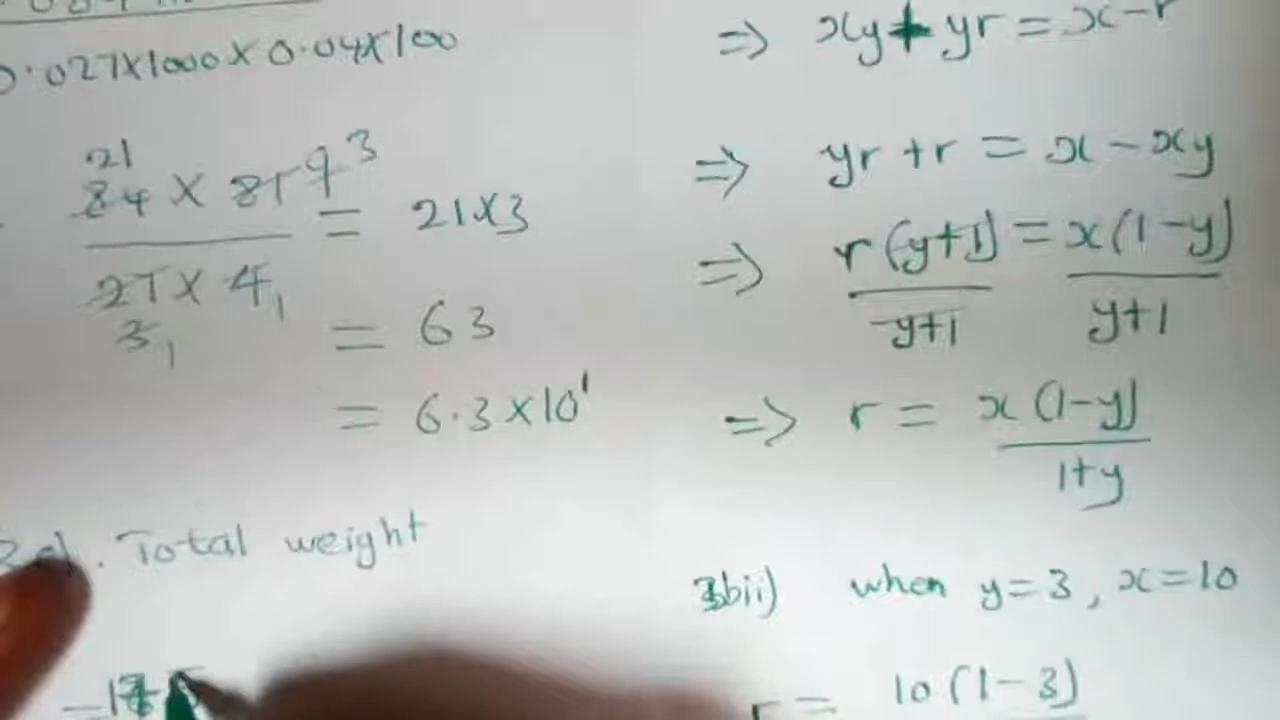 0.027X1000 X 0.04X100
21
84 X 81 9 3
= 21X3
27 X 4 1
3 1
= 63
= 6.3 X 10¹
. Total weight
=> xy + yr = x - r
=> yr + r = x - xy
=> r(y+1) = x(1-y)
y+1 y+1
=> r = x(1-y)
1+y
3bii) when y=3, x=10
r = 10(1-3)